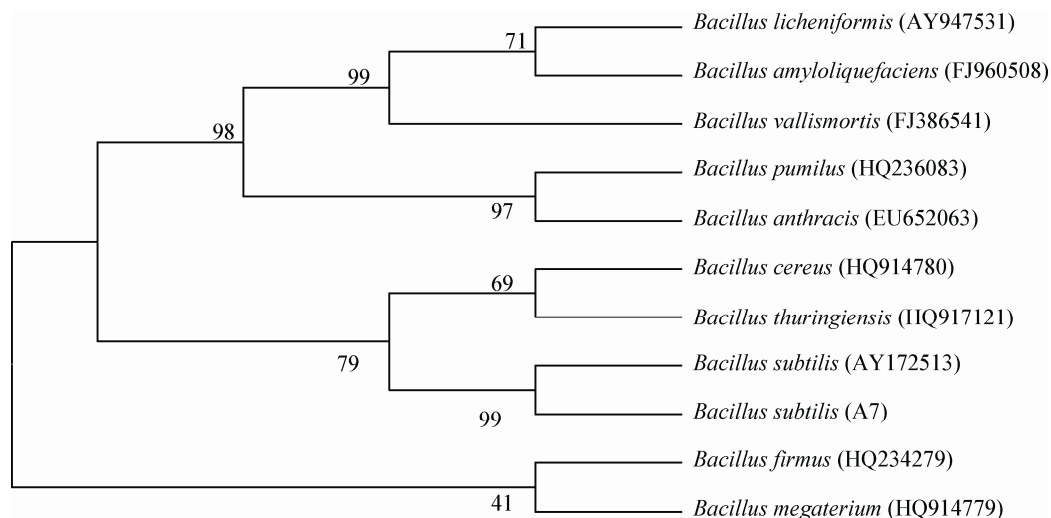 Bacillus licheniformis (AY947531)
71
Bacillus amyloliquefaciens (FJ960508)
99
Bacillus vallismortis (FJ386541)
98
Bacillus pumilus (HQ236083)
97
Bacillus anthracis (EU652063)
Bacillus cereus (HQ914780)
69
Bacillus thuringiensis (IIQ917121)
79
Bacillus subtilis (AY172513)
Bacillus subtilis (A7)
99
Bacillus firmus (HQ234279)
41
Bacillus megaterium (HQ914779)